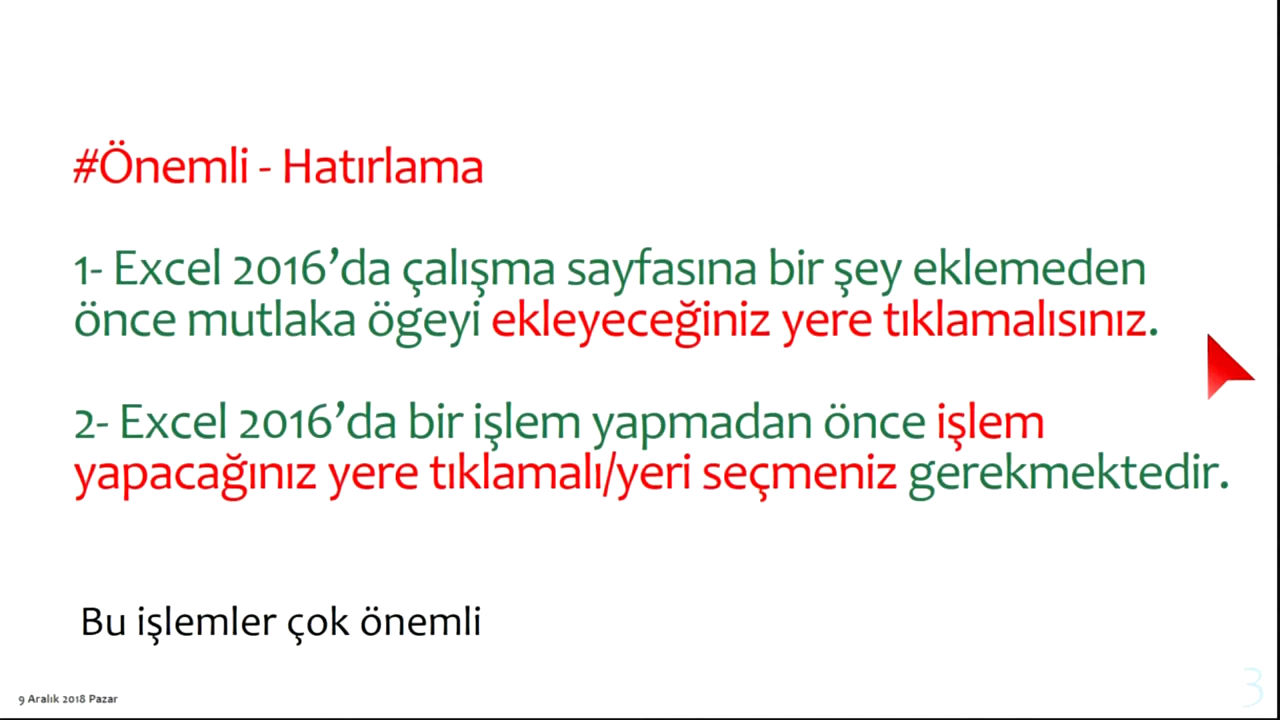 #Önemli - Hatırlama
1- Excel 2016’da çalışma sayfasına bir şey eklemeden
önce mutlaka ögeyi ekleyeceğiniz yere tıklamalısınız.
2- Excel 2016’da bir işlem yapmadan önce işlem
yapacağınız yere tıklamalı/yeri seçmeniz gerekmektedir.
Bu işlemler çok önemli
9 Aralık 2018 Pazar
3